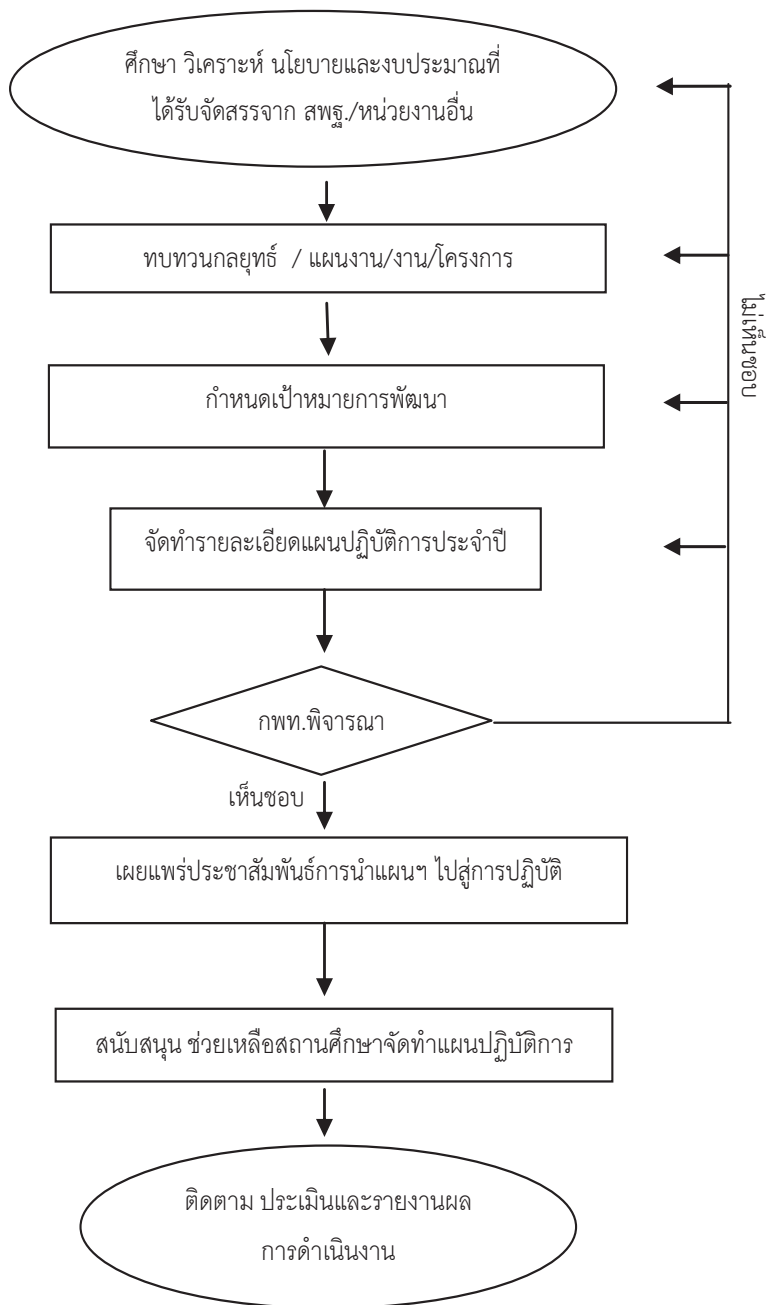 ศึกษา วิเคราะห์ นโยบายและงบประมาณที่
ได้รับจัดสรรจาก สพฐ./หน่วยงานอื่น
ทบทวนกลยุทธ์ / แผนงาน/งาน/โครงการ
ไม่เห็นชอบ
กำหนดเป้าหมายการพัฒนา
จัดทำรายละเอียดแผนปฏิบัติการประจำปี
กพท.พิจารณา
เห็นชอบ
เผยแพร่ประชาสัมพันธ์การนำแผนฯ ไปสู่การปฏิบัติ
สนับสนุน ช่วยเหลือสถานศึกษาจัดทำแผนปฏิบัติการ
ติดตาม ประเมินและรายงานผล
การดำเนินงาน